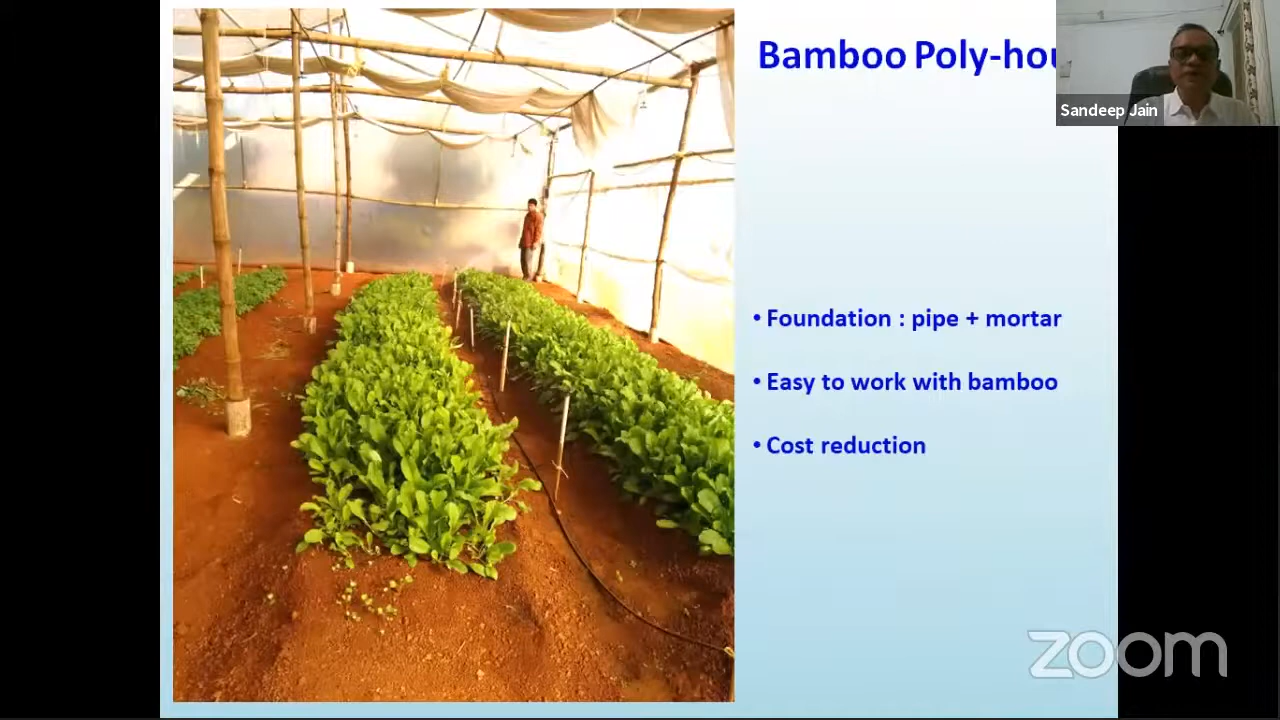 Bamboo Poly-hou
Sandeep Jain
• Foundation : pipe + mortar
• Easy to work with bamboo
• Cost reduction
zoom